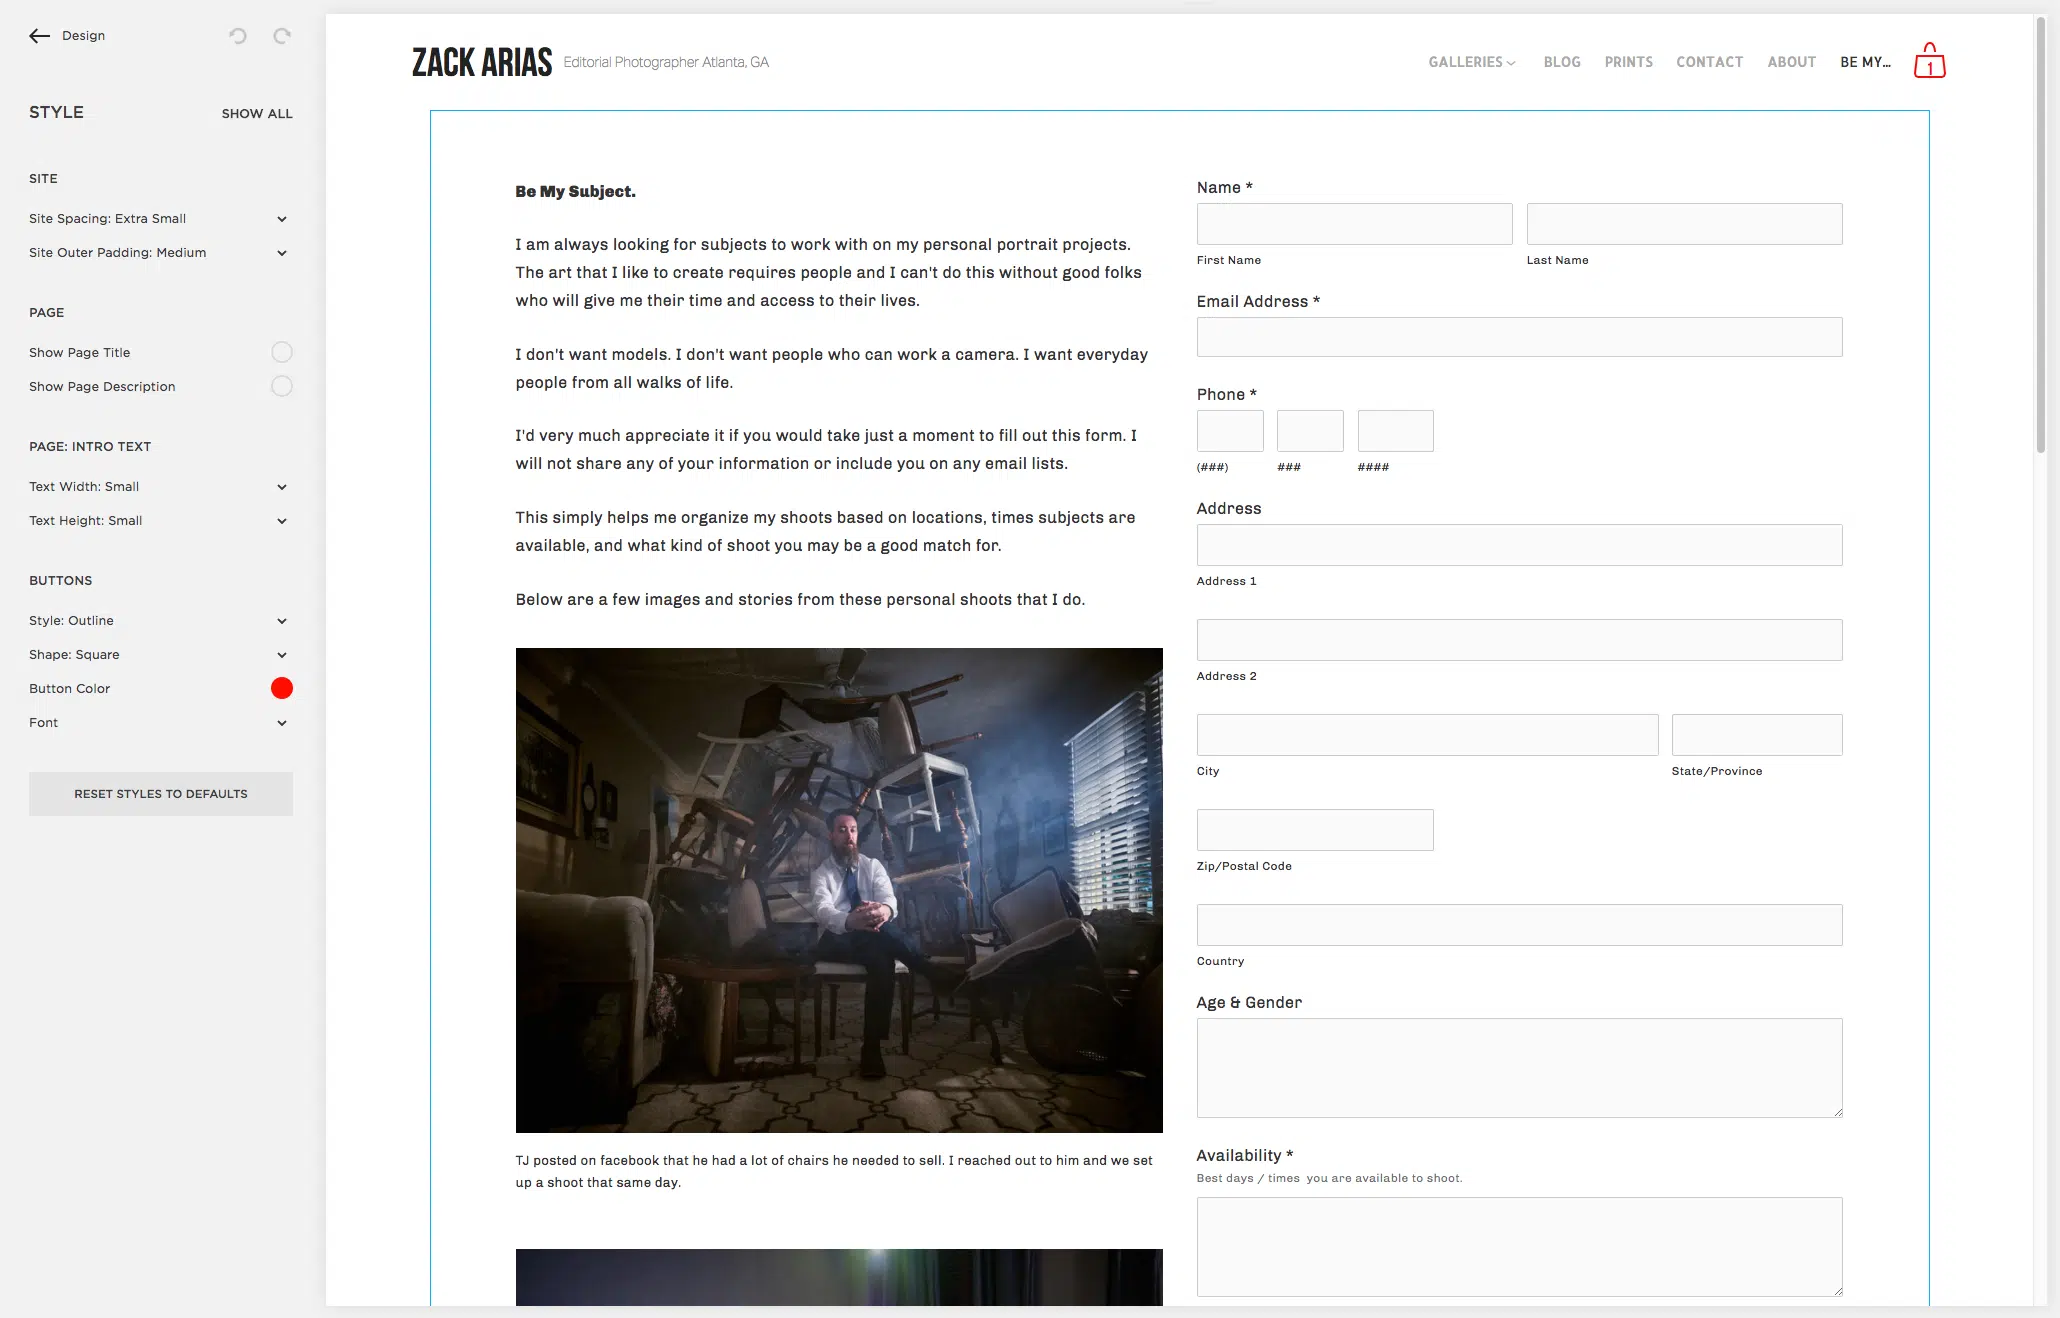 Design
STYLE
SHOW ALL
SITE
Site Spacing: Extra Small
Site Outer Padding: Medium
PAGE
Show Page Title
Show Page Description
PAGE: INTRO TEXT
Text Width: Small
Text Height: Small
BUTTONS
Style: Outline
Shape: Square
Button Color
Font
RESET STYLES TO DEFAULTS
ZACK ARIAS Editorial Photographer Atlanta, GA
GALLERIES BLOG PRINTS CONTACT ABOUT BE MY... 1
Be My Subject.
I am always looking for subjects to work with on my personal portrait projects.
The art that I like to create requires people and I can't do this without good folks
who will give me their time and access to their lives.
I don't want models. I don't want people who can work a camera. I want everyday
people from all walks of life.
I'd very much appreciate it if you would take just a moment to fill out this form. I
will not share any of your information or include you on any email lists.
This simply helps me organize my shoots based on locations, times subjects are
available, and what kind of shoot you may be a good match for.
Below are a few images and stories from these personal shoots that I do.
TJ posted on facebook that he had a lot of chairs he needed to sell. I reached out to him and we set
up a shoot that same day.
Name *
First Name Last Name
Email Address *
Phone *
(###) ### ####
Address
Address 1
Address 2
City State/Province
Zip/Postal Code
Country
Age & Gender
Availability *
Best days / times you are available to shoot.